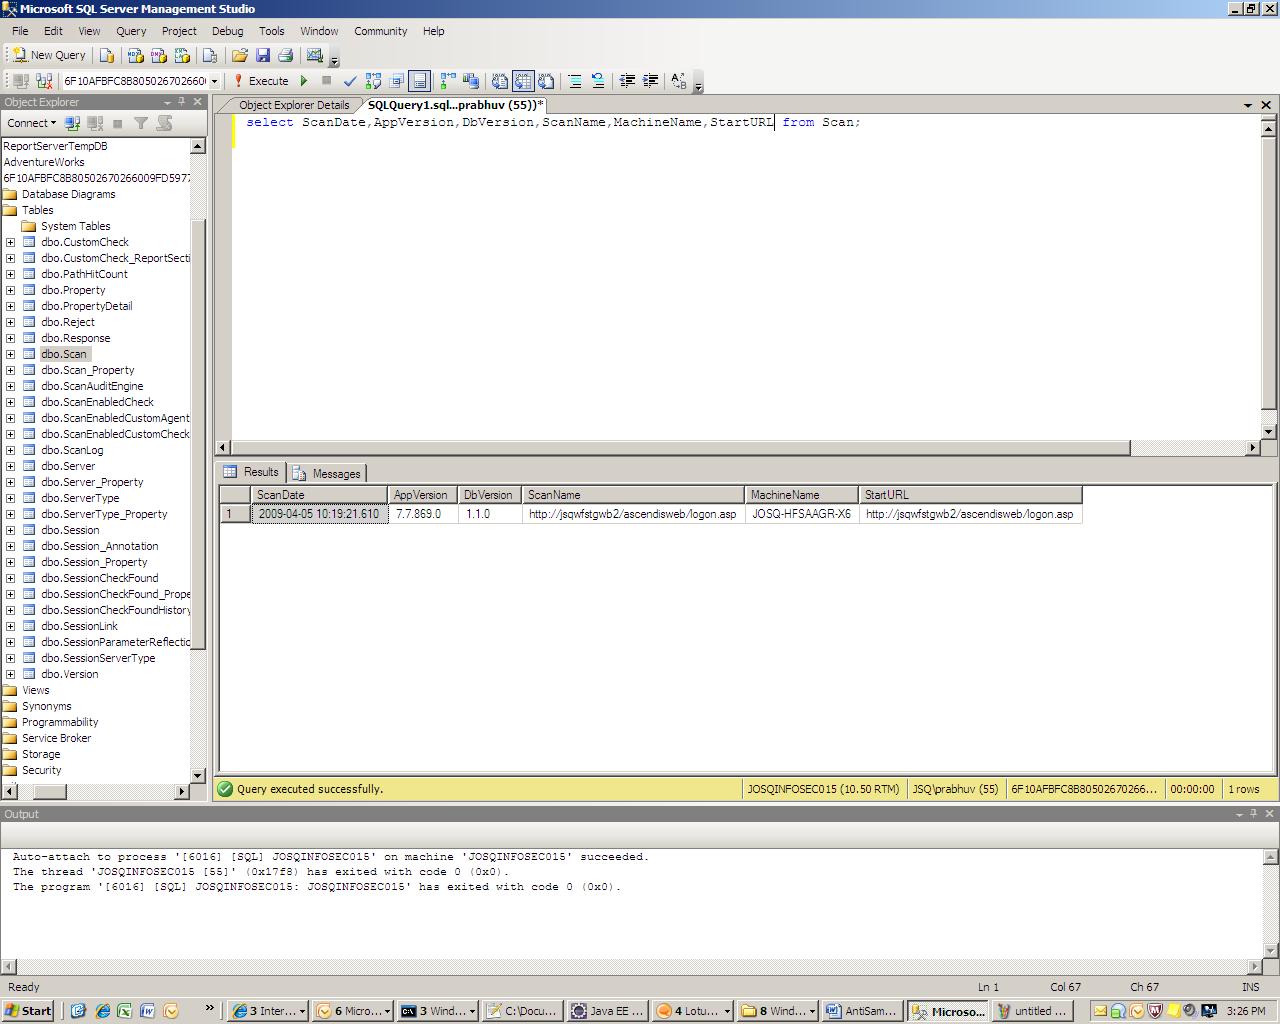 Microsoft SQL Server Management Studio
File Edit View Query Project Debug Tools Window Community Help
New Query
6F10AFBFC8B805026702660 Execute
Object Explorer
Object Explorer Details SQLQuery1.sql...prabhuv (55))*
Connect
select ScanDate,AppVersion,DbVersion,ScanName,MachineName,StartURL from Scan;
ReportServerTempDB
AdventureWorks
6F10AFBFC8B80502670266009FD5977
Database Diagrams
Tables
System Tables
dbo.CustomCheck
dbo.CustomCheck_ReportSecti
dbo.PathHitCount
dbo.Property
dbo.PropertyDetail
dbo.Reject
dbo.Response
dbo.Scan
dbo.Scan_Property
dbo.ScanAuditEngine
dbo.ScanEnabledCheck
dbo.ScanEnabledCustomAgent
dbo.ScanEnabledCustomCheck
dbo.ScanLog
dbo.Server
dbo.Server_Property
dbo.ServerType
dbo.ServerType_Property
dbo.Session
dbo.Session_Annotation
dbo.Session_Property
dbo.SessionCheckFound
dbo.SessionCheckFound_Prope
dbo.SessionCheckFoundHistory
dbo.SessionLink
dbo.SessionParameterReflectio
dbo.SessionServerType
dbo.Version
Views
Synonyms
Programmability
Service Broker
Storage
Security
Results Messages
ScanDate AppVersion DbVersion ScanName MachineName StartURL
1 2009-04-05 10:19:21.610 7.7.869.0 1.1.0 http://jsqwfstgwb2/ascendisweb/logon.asp JOSQ-HFSAAGR-X6 http://jsqwfstgwb2/ascendisweb/logon.asp
Query executed successfully. JOSQINFOSEC015 (10.50 RTM) JSQ\prabhuv (55) 6F10AFBFC8B80502670266... 00:00:00 1 rows
Output
Auto-attach to process '[6016] [SQL] JOSQINFOSEC015' on machine 'JOSQINFOSEC015' succeeded.
The thread 'JOSQINFOSEC015 [55]' (0x17f8) has exited with code 0 (0x0).
The program '[6016] [SQL] JOSQINFOSEC015: JOSQINFOSEC015' has exited with code 0 (0x0).
Ready Ln 1 Col 67 Ch 67 INS
Start » 3 Inter... 6 Micro... 3 Wind... C:\Docu... Java EE ... 4 Lotu... 8 Wind... AntiSam... Microso... untitled ... 3:26 PM